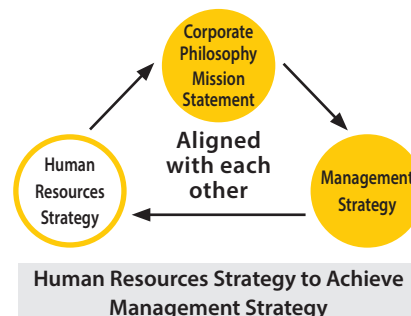 Corporate
Philosophy
Mission
Statement
Aligned
with each
other
Human
Resources
Strategy
Management
Strategy
Human Resources Strategy to Achieve
Management Strategy